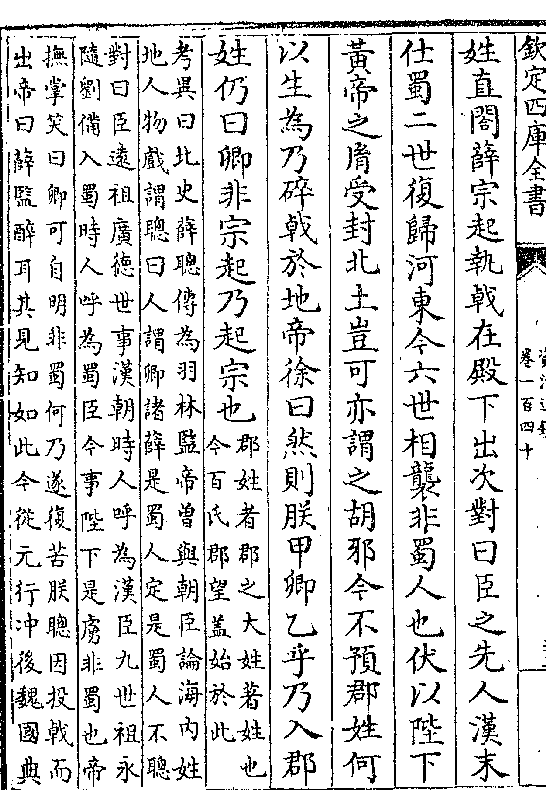 欽定四庫全書
卷一百四十
姓直閤薛宗起執戟在殿下出次對曰臣之先人漢末
仕蜀二世復歸河東今六世相襲非蜀人也伏以陛下
黃帝之胄受封北土豈可亦謂之胡邪今不預郡姓何
以生為乃碎戟於地帝徐曰然則朕甲卿乙乎乃入郡
姓仍曰卿非宗起乃起宗也
郡姓者郡之大姓著姓也
今百氏郡望蓋始於此
考異曰北史薛聰傳為羽林監帝曽與朝臣論海内姓
地人物戲謂聰曰人謂卿諸薛是蜀人定是蜀人不聰
對曰臣遠祖廣德世事漢朝時人呼為漢臣九世祖永
隨劉備入蜀時人呼為蜀臣今事陛下是虜非蜀也帝
撫掌笑曰卿可自明非蜀何乃遂復苦朕聰因投戟而
出帝曰薛監醉耳其見知如此今從元行冲後魏國典